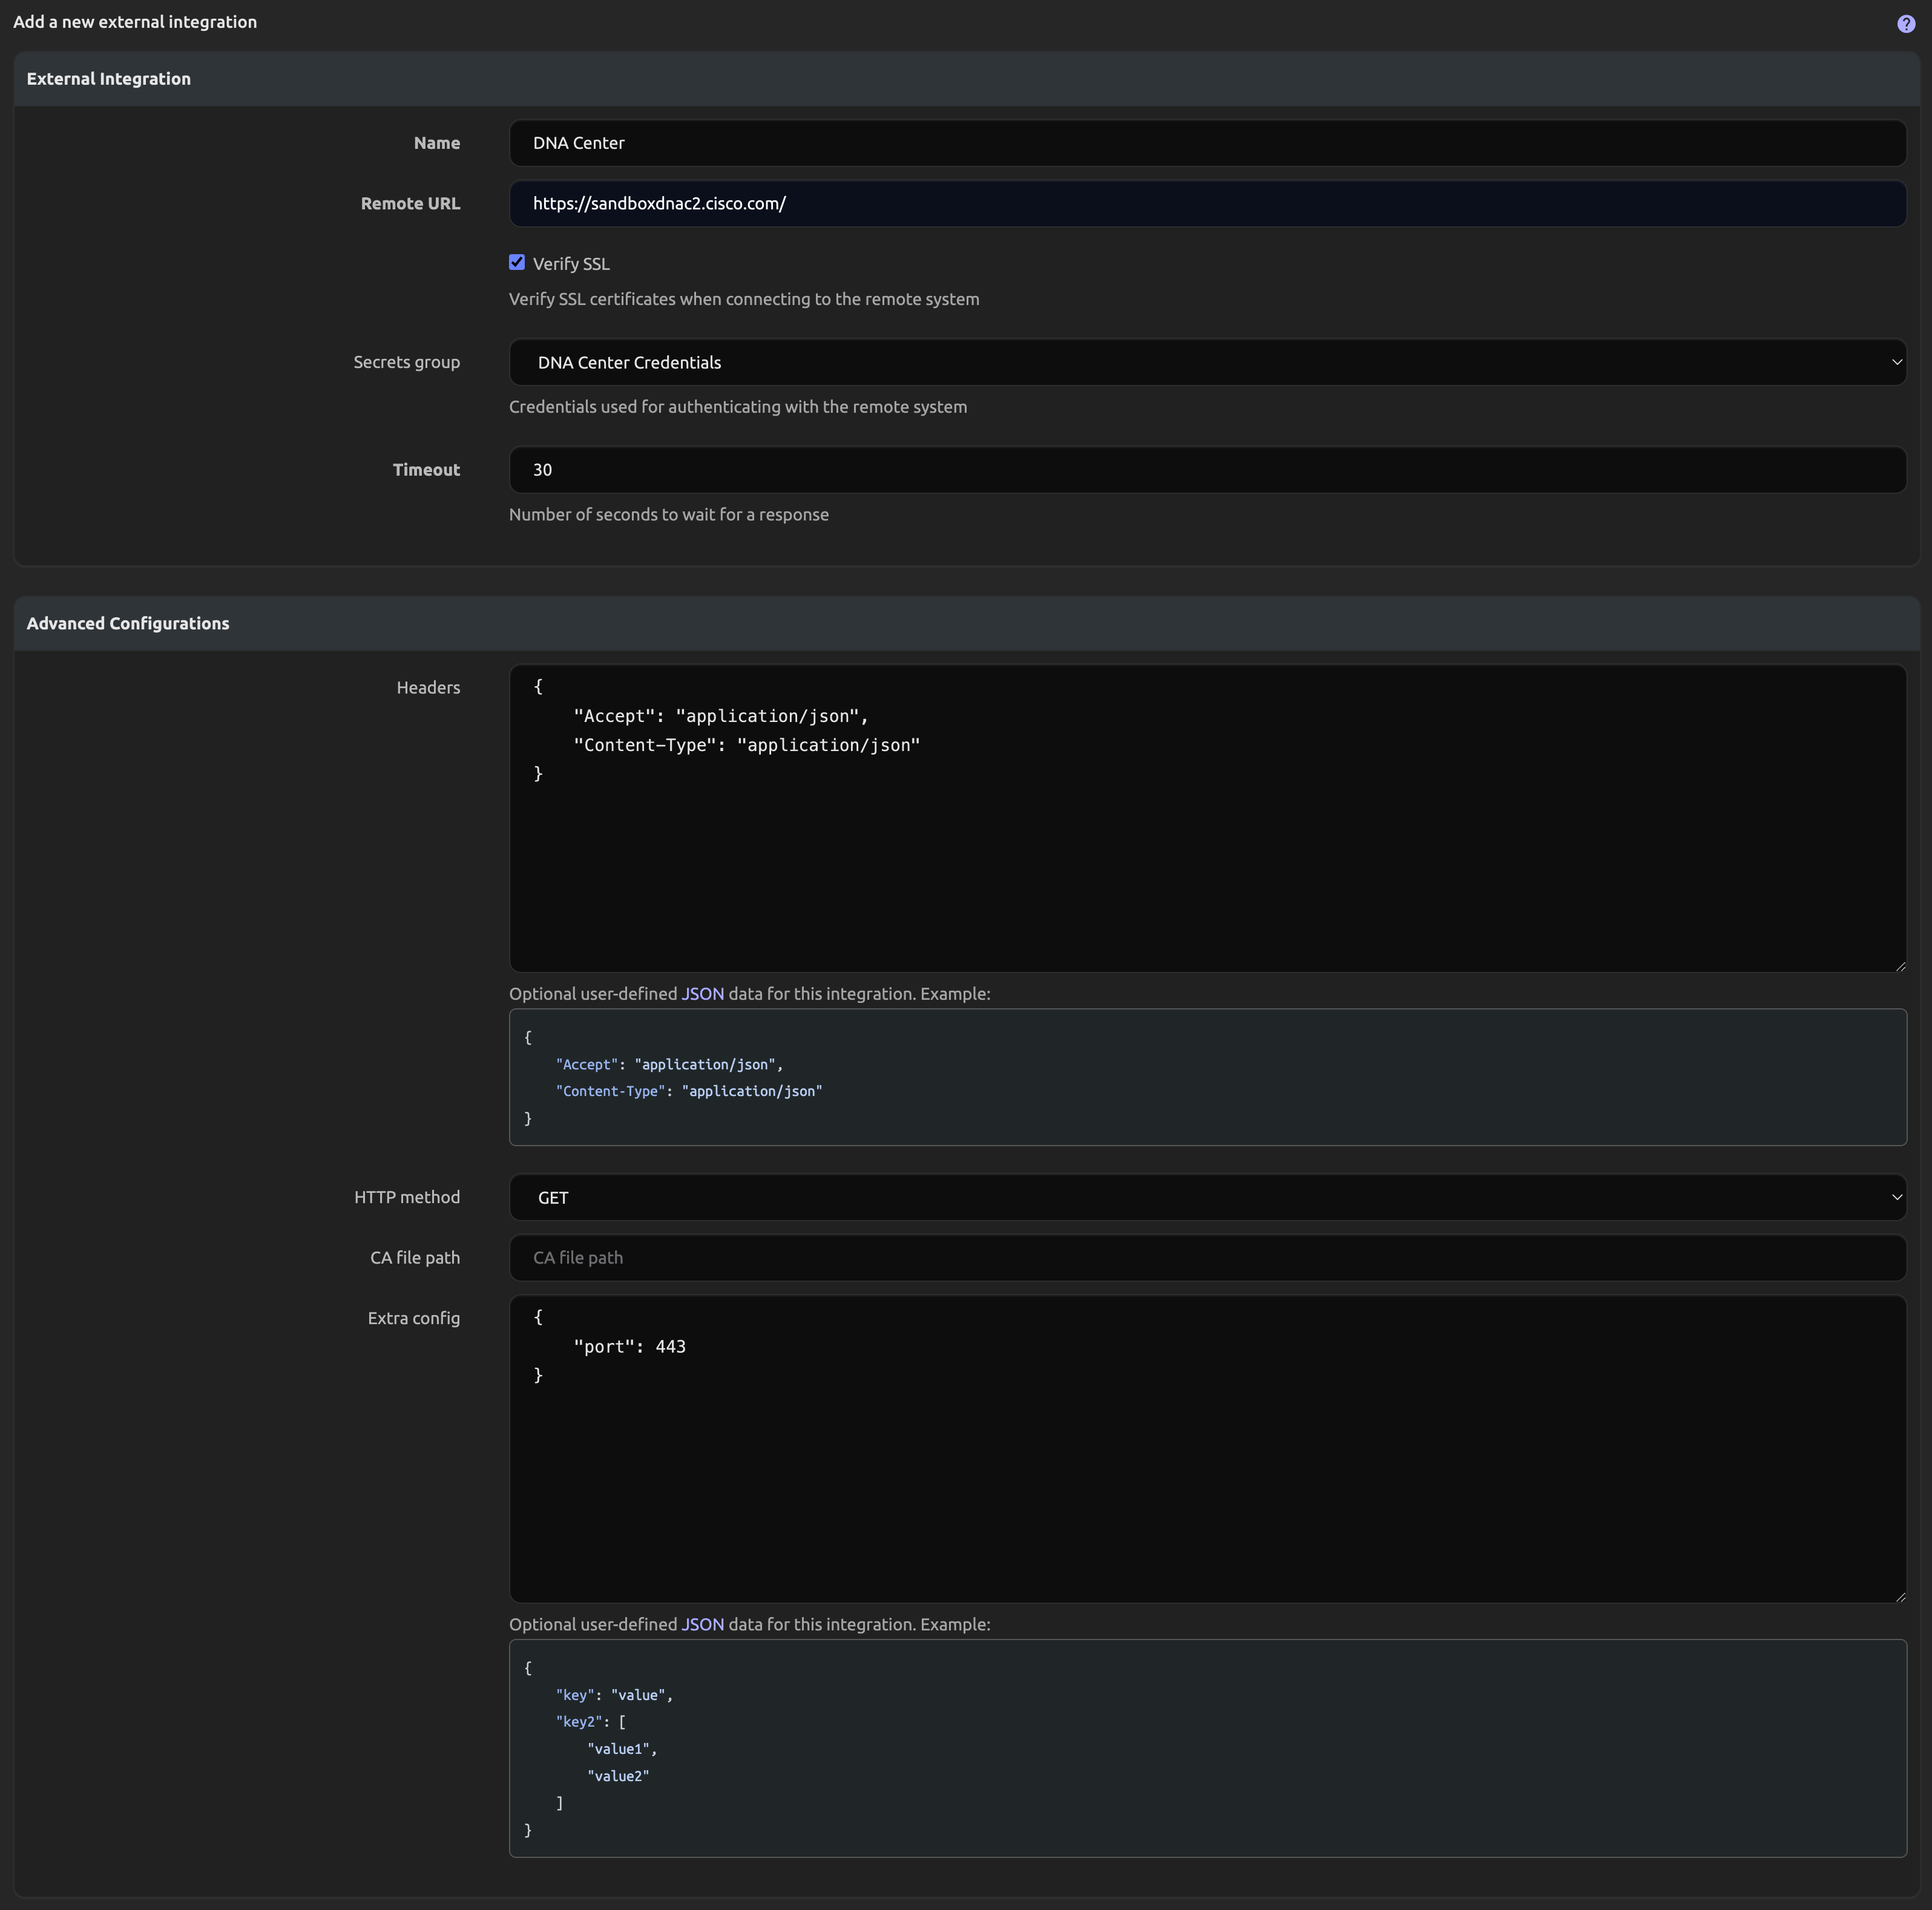 Add a new external integration
?
External Integration
Name
DNA Center
Remote URL
https://sandboxdnac2.cisco.com/
Verify SSL
Verify SSL certificates when connecting to the remote system
Secrets group
DNA Center Credentials
Credentials used for authenticating with the remote system
Timeout
30
Number of seconds to wait for a response
Advanced Configurations
Headers
{
    "Accept": "application/json",
    "Content-Type": "application/json"
}
Optional user-defined JSON data for this integration. Example:
{
    "Accept": "application/json",
    "Content-Type": "application/json"
}
HTTP method
GET
CA file path
CA file path
Extra config
{
    "port": 443
}
Optional user-defined JSON data for this integration. Example:
{
    "key": "value",
    "key2": [
        "value1",
        "value2"
    ]
}